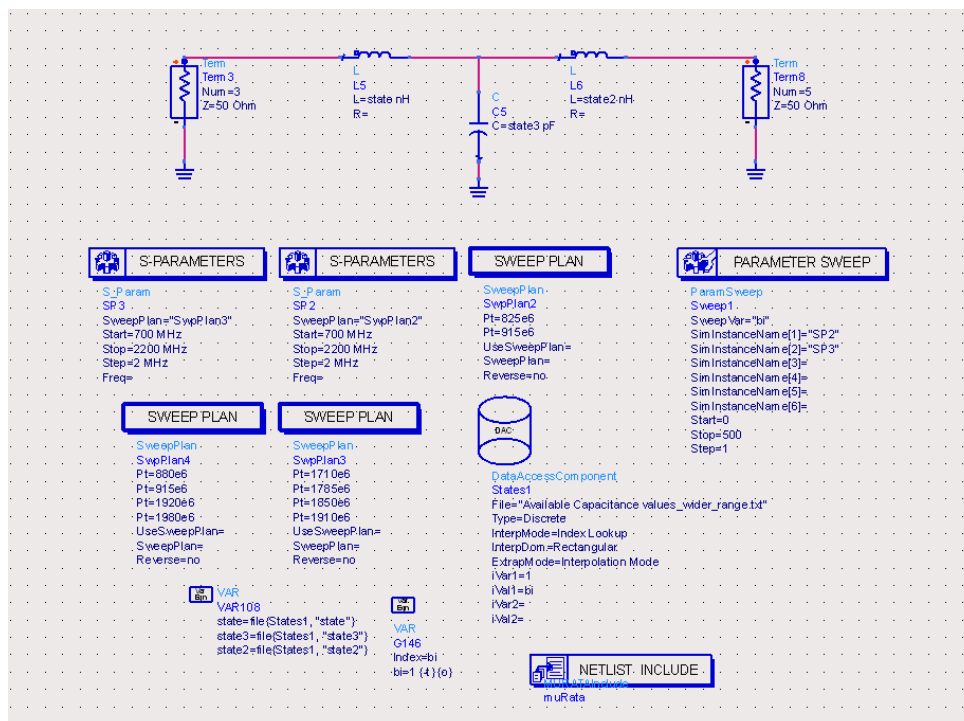 Term
Term3
Num=3
Z=50 Ohm
L
L5
L=state nH
R=
C
C5
C=state3 pF
L
L6
L=state2 nH
R=
Term
Term8
Num=5
Z=50 Ohm
S-PARAMETERS
S_Param
SP3
SweepPlan="SwpPlan3"
Start=700 MHz
Stop=2200 MHz
Step=2 MHz
Freq=
S-PARAMETERS
S_Param
SP2
SweepPlan="SwpPlan2"
Start=700 MHz
Stop=2200 MHz
Step=2 MHz
Freq=
SWEEP PLAN
SweepPlan
SwpPlan2
Pt=825e6
Pt=915e6
UseSweepPlan=
SweepPlan=
Reverse=no
PARAMETER SWEEP
ParamSweep
Sweep1
SweepVar="bi"
SimInstanceName[1]="SP2"
SimInstanceName[2]="SP3"
SimInstanceName[3]=
SimInstanceName[4]=
SimInstanceName[5]=
SimInstanceName[6]=
Start=0
Stop=500
Step=1
SWEEP PLAN
SweepPlan
SwpPlan4
Pt=880e6
Pt=915e6
Pt=1920e6
Pt=1980e6
UseSweepPlan=
SweepPlan=
Reverse=no
SWEEP PLAN
SweepPlan
SwpPlan3
Pt=1710e6
Pt=1785e6
Pt=1850e6
Pt=1910e6
UseSweepPlan=
SweepPlan=
Reverse=no
DAC
DataAccessComponent
States1
File="Available Capacitance values_wider_range.txt"
Type=Discrete
InterpMode=Index Lookup
InterpDom=Rectangular
ExtrapMode=Interpolation Mode
iVar1=1
iVal1=bi
iVar2=
iVal2=
Var
Eqn
VAR
VAR108
state=file{States1, "state"}
state3=file{States1, "state3"}
state2=file{States1, "state2"}
Var
Eqn
VAR
G146
Index=bi
bi=1 {-t}{o}
NETLIST INCLUDE
MURATAInclude
muRata